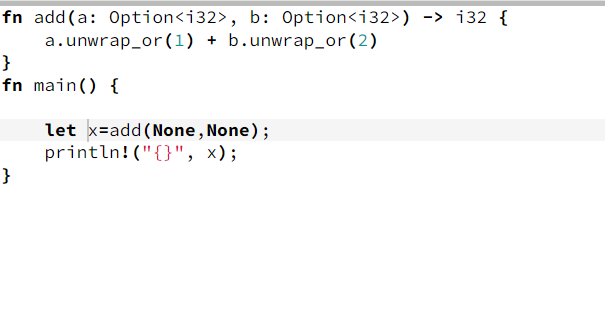 fn add(a: Option<i32>, b: Option<i32>) -> i32 {
    a.unwrap_or(1) + b.unwrap_or(2)
}
fn main() {

    let x=add(None,None);
    println!("{}", x);
}